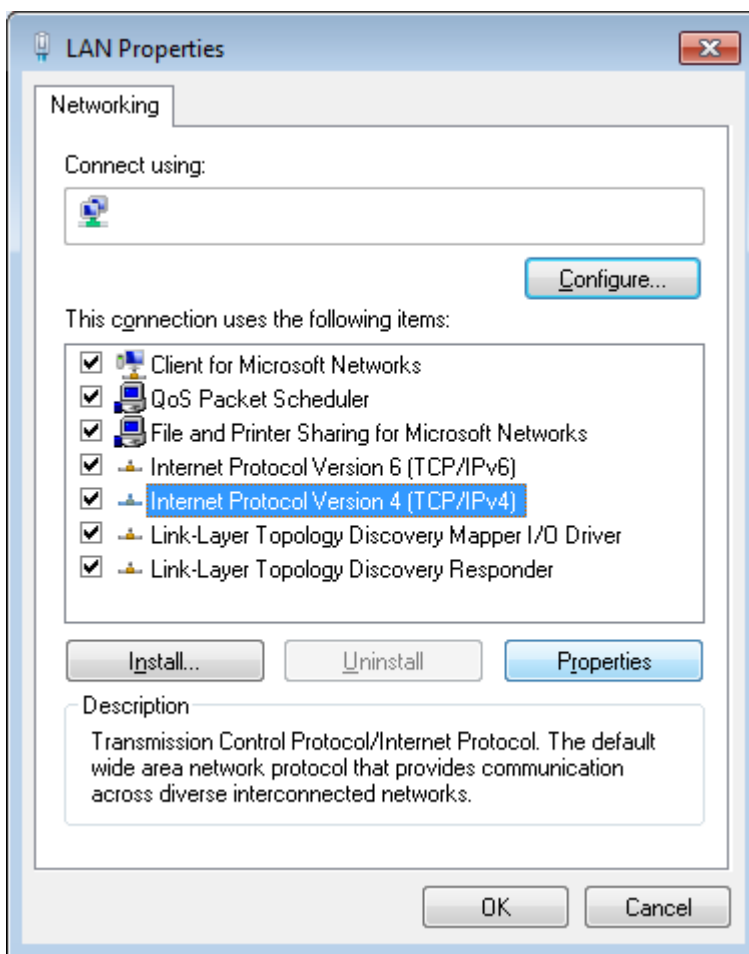 LAN Properties
Networking
Connect using:
Configure...
This connection uses the following items:
Client for Microsoft Networks
QoS Packet Scheduler
File and Printer Sharing for Microsoft Networks
Internet Protocol Version 6 (TCP/IPv6)
Internet Protocol Version 4 (TCP/IPv4)
Link-Layer Topology Discovery Mapper I/O Driver
Link-Layer Topology Discovery Responder
Install...
Uninstall
Properties
Description
Transmission Control Protocol/Internet Protocol. The default
wide area network protocol that provides communication
across diverse interconnected networks.
OK
Cancel